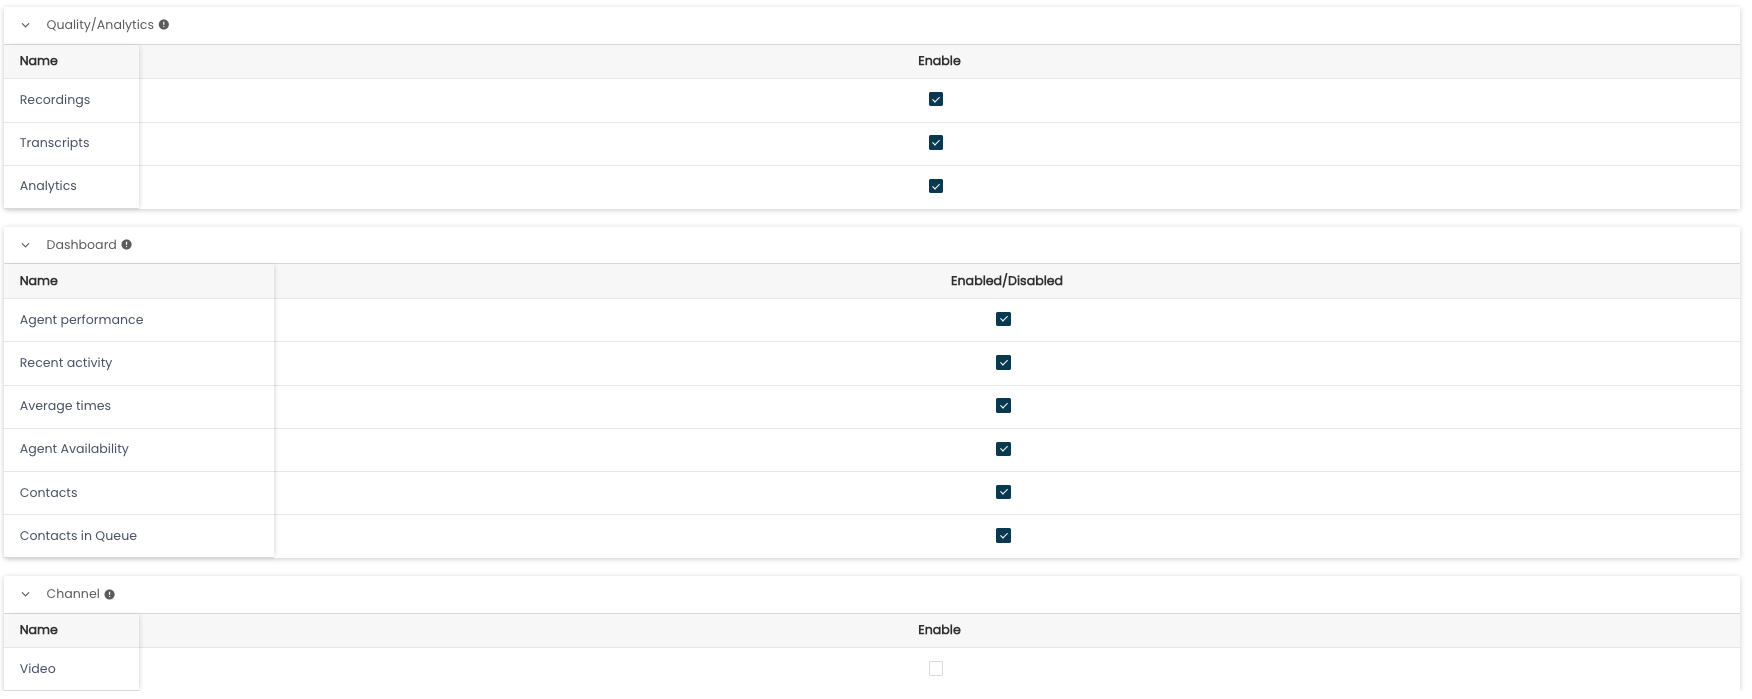 Quality/Analytics
Name Enable
Recordings
Transcripts
Analytics
Dashboard
Name Enabled/Disabled
Agent performance
Recent activity
Average times
Agent Availability
Contacts
Contacts in Queue
Channel
Name Enable
Video